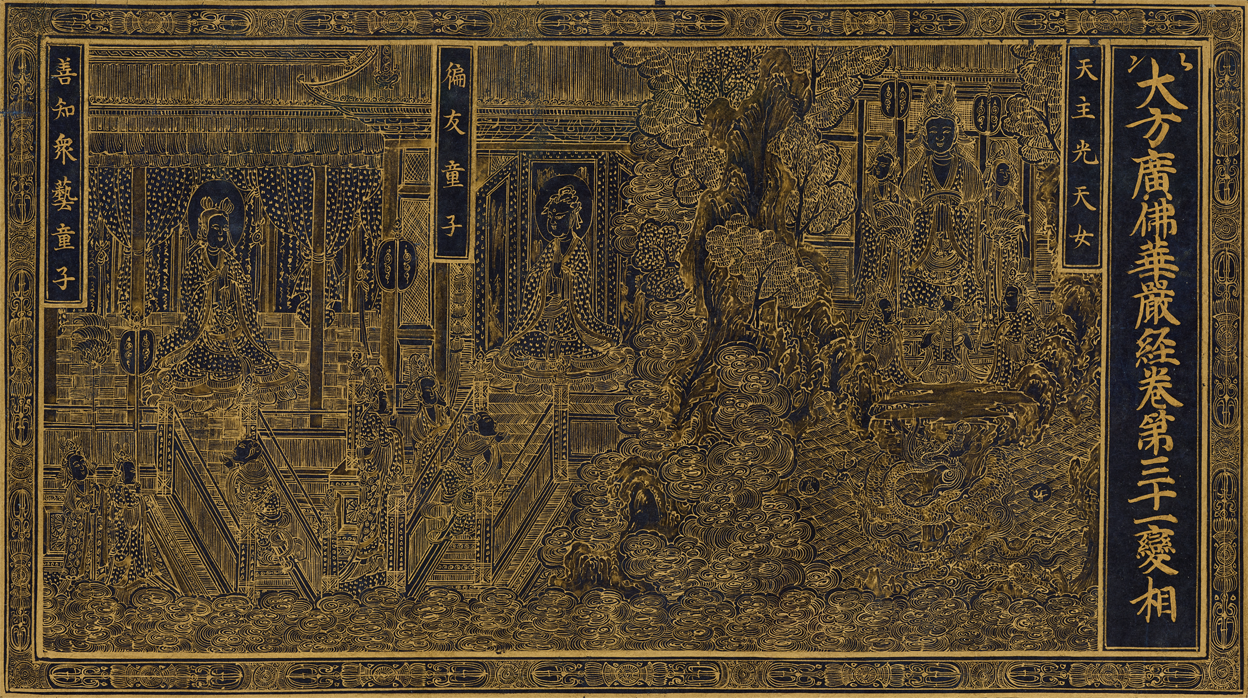 大方廣佛華嚴經卷第三十一變相
天主光天女
徧友童子
善知衆藝童子